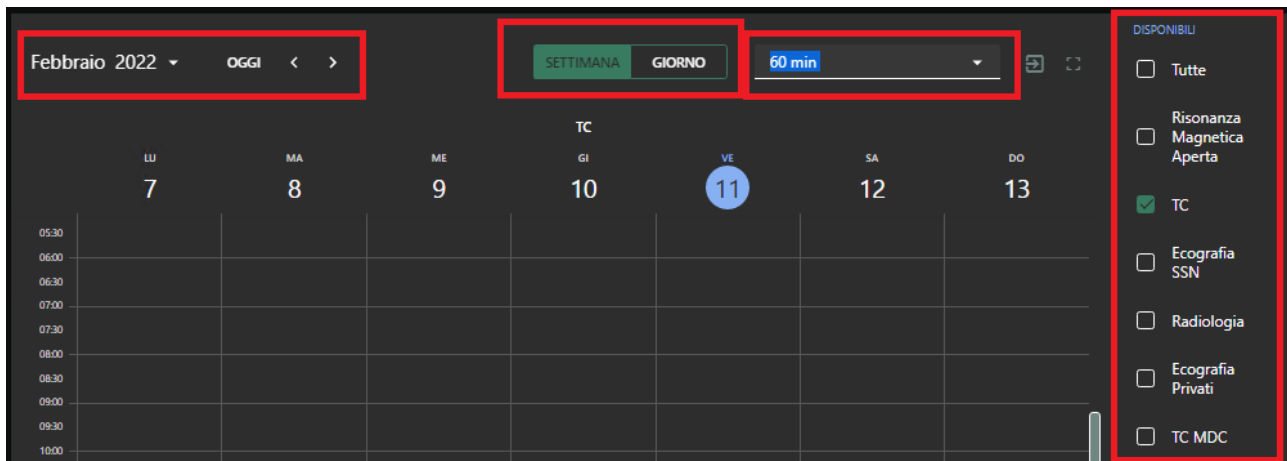 Febbraio 2022 OGGI
SETTIMANA GIORNO
60 min
TC
LU MA ME GI VE SA DO
7 8 9 10 11 12 13
05:30
06:00
06:30
07:00
07:30
08:00
08:30
09:00
09:30
10:00
DISPONIBILI
Tutte
Risonanza
Magnetica
Aperta
TC
Ecografia
SSN
Radiologia
Ecografia
Privati
TC MDC